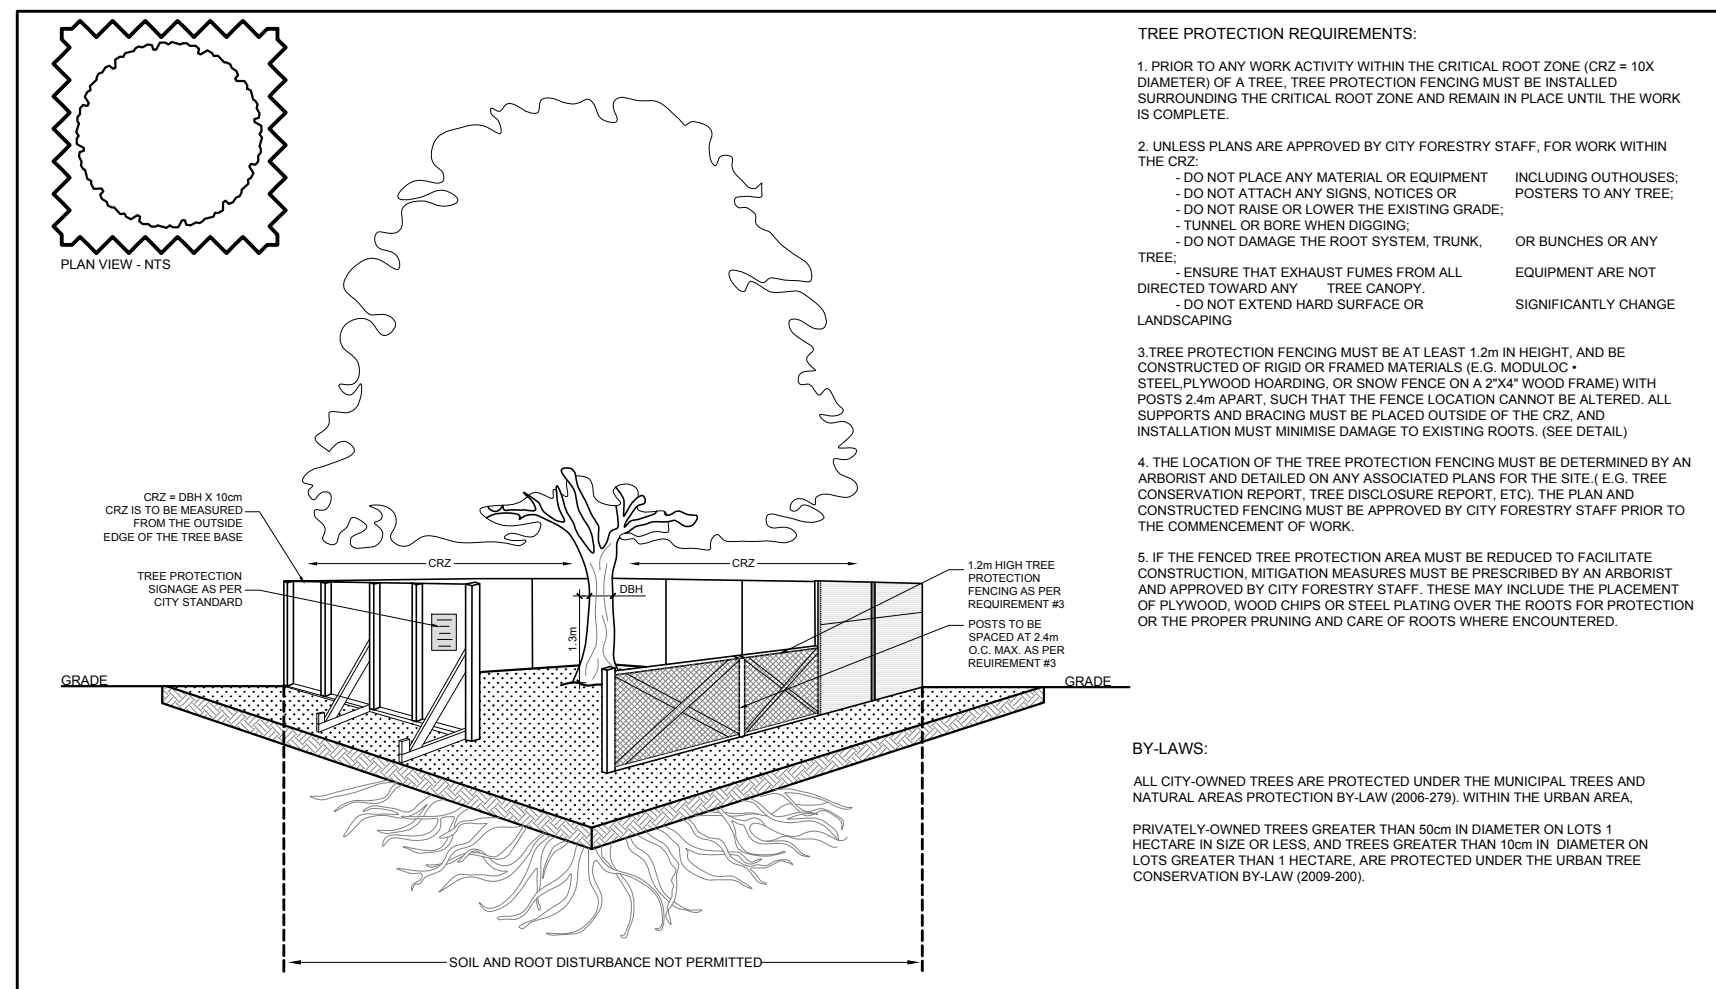 PLAN VIEW - NTS
CRZ = DBH X 10cm
CRZ IS TO BE MEASURED
FROM THE OUTSIDE
EDGE OF THE TREE BASE
TREE PROTECTION
SIGNAGE AS PER
CITY STANDARD
CRZ
CRZ
DBH
1.3m
1.2m HIGH TREE
PROTECTION
FENCING AS PER
REQUIREMENT #3
POSTS TO BE
SPACED AT 2.4m
O.C. MAX. AS PER
REUIREMENT #3
GRADE
GRADE
SOIL AND ROOT DISTURBANCE NOT PERMITTED
TREE PROTECTION REQUIREMENTS:
1. PRIOR TO ANY WORK ACTIVITY WITHIN THE CRITICAL ROOT ZONE (CRZ = 10X
DIAMETER) OF A TREE, TREE PROTECTION FENCING MUST BE INSTALLED
SURROUNDING THE CRITICAL ROOT ZONE AND REMAIN IN PLACE UNTIL THE WORK
IS COMPLETE.
2. UNLESS PLANS ARE APPROVED BY CITY FORESTRY STAFF, FOR WORK WITHIN
THE CRZ:
- DO NOT PLACE ANY MATERIAL OR EQUIPMENT INCLUDING OUTHOUSES;
- DO NOT ATTACH ANY SIGNS, NOTICES OR POSTERS TO ANY TREE;
- DO NOT RAISE OR LOWER THE EXISTING GRADE;
- TUNNEL OR BORE WHEN DIGGING;
- DO NOT DAMAGE THE ROOT SYSTEM, TRUNK, OR BUNCHES OR ANY
TREE;
- ENSURE THAT EXHAUST FUMES FROM ALL EQUIPMENT ARE NOT
DIRECTED TOWARD ANY TREE CANOPY.
- DO NOT EXTEND HARD SURFACE OR SIGNIFICANTLY CHANGE
LANDSCAPING
3.TREE PROTECTION FENCING MUST BE AT LEAST 1.2m IN HEIGHT, AND BE
CONSTRUCTED OF RIGID OR FRAMED MATERIALS (E.G. MODULOC •
STEEL,PLYWOOD HOARDING, OR SNOW FENCE ON A 2"X4" WOOD FRAME) WITH
POSTS 2.4m APART, SUCH THAT THE FENCE LOCATION CANNOT BE ALTERED. ALL
SUPPORTS AND BRACING MUST BE PLACED OUTSIDE OF THE CRZ, AND
INSTALLATION MUST MINIMISE DAMAGE TO EXISTING ROOTS. (SEE DETAIL)
4. THE LOCATION OF THE TREE PROTECTION FENCING MUST BE DETERMINED BY AN
ARBORIST AND DETAILED ON ANY ASSOCIATED PLANS FOR THE SITE.( E.G. TREE
CONSERVATION REPORT, TREE DISCLOSURE REPORT, ETC). THE PLAN AND
CONSTRUCTED FENCING MUST BE APPROVED BY CITY FORESTRY STAFF PRIOR TO
THE COMMENCEMENT OF WORK.
5. IF THE FENCED TREE PROTECTION AREA MUST BE REDUCED TO FACILITATE
CONSTRUCTION, MITIGATION MEASURES MUST BE PRESCRIBED BY AN ARBORIST
AND APPROVED BY CITY FORESTRY STAFF. THESE MAY INCLUDE THE PLACEMENT
OF PLYWOOD, WOOD CHIPS OR STEEL PLATING OVER THE ROOTS FOR PROTECTION
OR THE PROPER PRUNING AND CARE OF ROOTS WHERE ENCOUNTERED.
BY-LAWS:
ALL CITY-OWNED TREES ARE PROTECTED UNDER THE MUNICIPAL TREES AND
NATURAL AREAS PROTECTION BY-LAW (2006-279). WITHIN THE URBAN AREA,
PRIVATELY-OWNED TREES GREATER THAN 50cm IN DIAMETER ON LOTS 1
HECTARE IN SIZE OR LESS, AND TREES GREATER THAN 10cm IN DIAMETER ON
LOTS GREATER THAN 1 HECTARE, ARE PROTECTED UNDER THE URBAN TREE
CONSERVATION BY-LAW (2009-200).